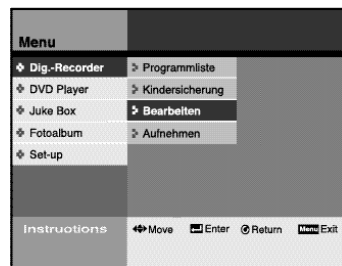 Menu
Dig.-Recorder
Programmliste
DVD Player
Kindersicherung
Juke Box
Bearbeiten
Fotoalbum
Aufnehmen
Set-up
Instructions
Move Enter Return Menu Exit